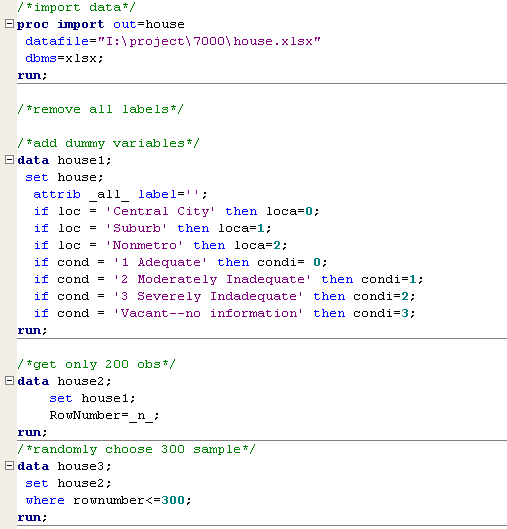 /*import data*/
proc import out=house
datafile="I:\project\7000\house.xlsx"
dbms=xlsx;
run;
/*remove all labels*/
/*add dummy variables*/
data house1;
set house;
attrib _all_ label='';
if loc = 'Central City' then loca=0;
if loc = 'Suburb' then loca=1;
if loc = 'Nonmetro' then loca=2;
if cond = '1 Adequate' then condi= 0;
if cond = '2 Moderately Inadequate' then condi=1;
if cond = '3 Severely Indadequate' then condi=2;
if cond = 'Vacant--no information' then condi=3;
run;
/*get only 200 obs*/
data house2;
set house1;
RowNumber=_n_;
run;
/*randomly choose 300 sample*/
data house3;
set house2;
where rownumber<=300;
run;